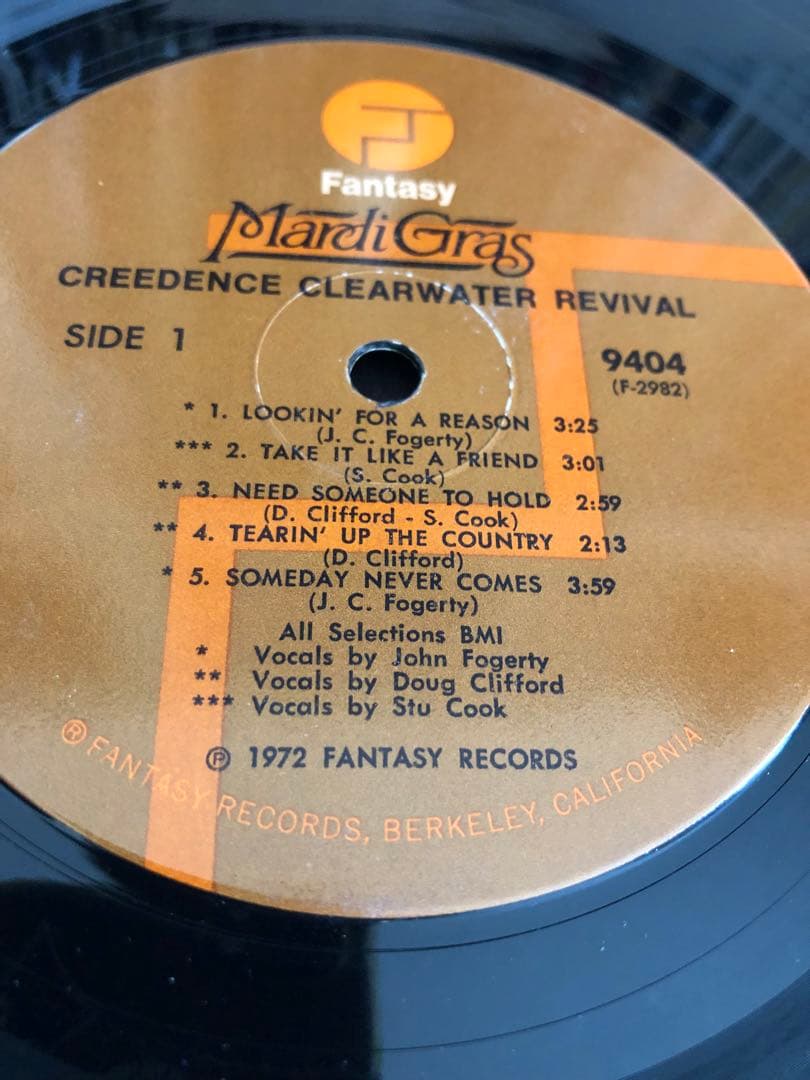 Fantasy
Mardi Gras
CREEDENCE CLEARWATER REVIVAL
SIDE 1
9404
(F-2982)
* 1. LOOKIN' FOR A REASON 3:25
(J. C. Fogerty)
*** 2. TAKE IT LIKE A FRIEND 3:01
(S. Cook)
** 3. NEED SOMEONE TO HOLD 2:59
(D. Clifford - S. Cook)
** 4. TEARIN' UP THE COUNTRY 2:13
(D. Clifford)
* 5. SOMEDAY NEVER COMES 3:59
(J. C. Fogerty)
All Selections BMI
* Vocals by John Fogerty
** Vocals by Doug Clifford
*** Vocals by Stu Cook
℗ 1972 FANTASY RECORDS
® FANTASY RECORDS, BERKELEY, CALIFORNIA